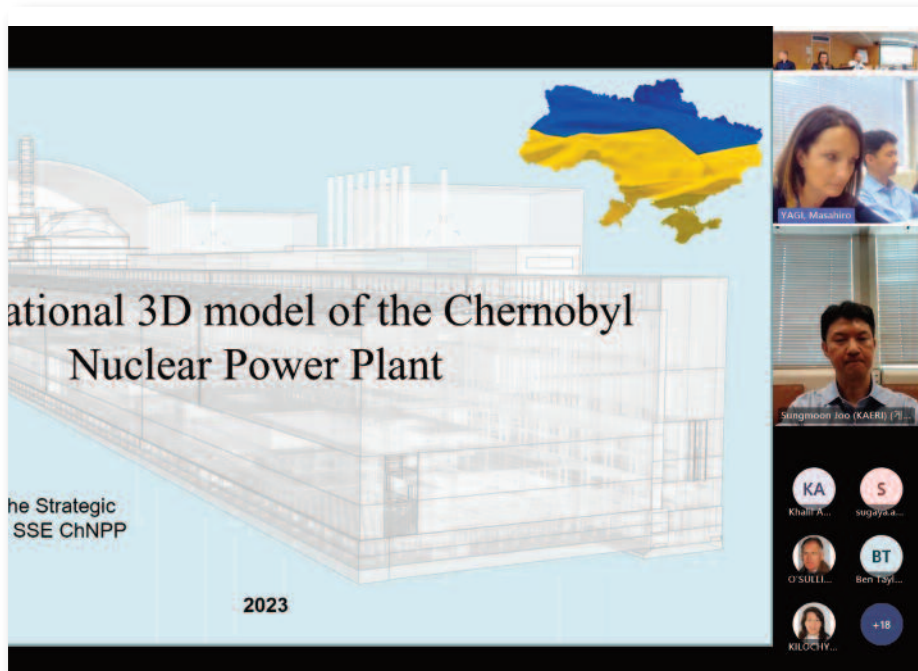 ational 3D model of the Chernobyl
Nuclear Power Plant
he Strategic
SSE ChNPP
2023
YAGI, Masahiro
Sungmoon Joo (KAERI)
KA
Khalil A...
S
sugaya.a...
O'SULLI...
BT
Ben Tayl...
KILOCHY...
+18